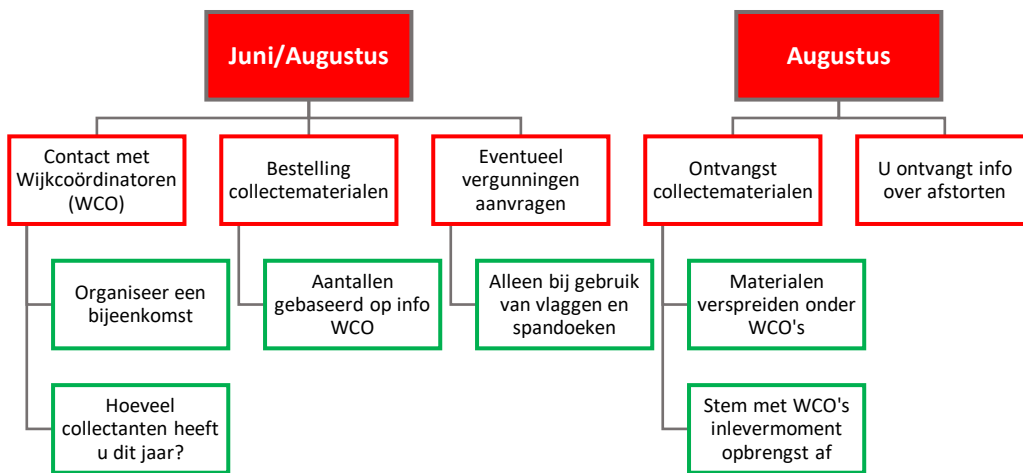 Juni/Augustus
Augustus
Contact met
Wijkcoördinatoren
(WCO)
Bestelling
collectematerialen
Eventueel
vergunningen
aanvragen
Ontvangst
collectematerialen
U ontvangt info
over afstorten
Organiseer een
bijeenkomst
Aantallen
gebaseerd op info
WCO
Alleen bij gebruik
van vlaggen en
spandoeken
Materialen
verspreiden onder
WCO's
Hoeveel
collectanten heeft
u dit jaar?
Stem met WCO's
inlevermoment
opbrengst af